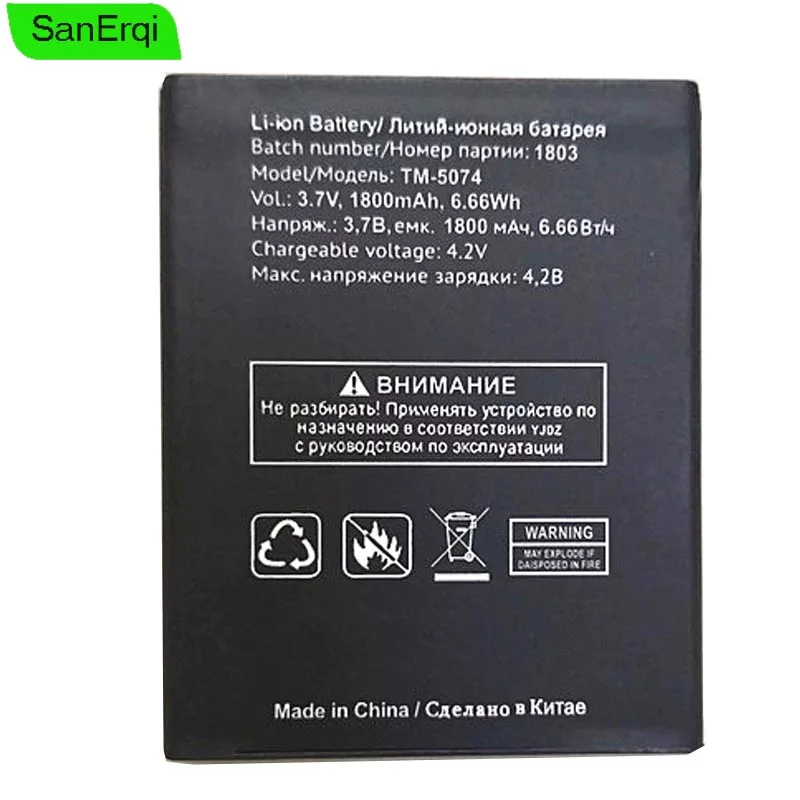 SanErqi
Li-ion Battery/ Литий-ионная батарея
Batch number/Номер партии: 1803
Model/Модель: TM-5074
Vol.: 3.7V, 1800mAh, 6.66Wh
Напряж.: 3,7В, емк. 1800 мАч, 6.66Вт/ч
Chargeable voltage: 4.2V
Макс. напряжение зарядки: 4,2В
ВНИМАНИЕ
Не разбирать! Применять устройство по
назначению в соответствии YJDZ
с руководством по эксплуатации
WARNING
MAY EXPLODE IF
DAISPOSED IN FIRE
Made in China / Сделано в Китае